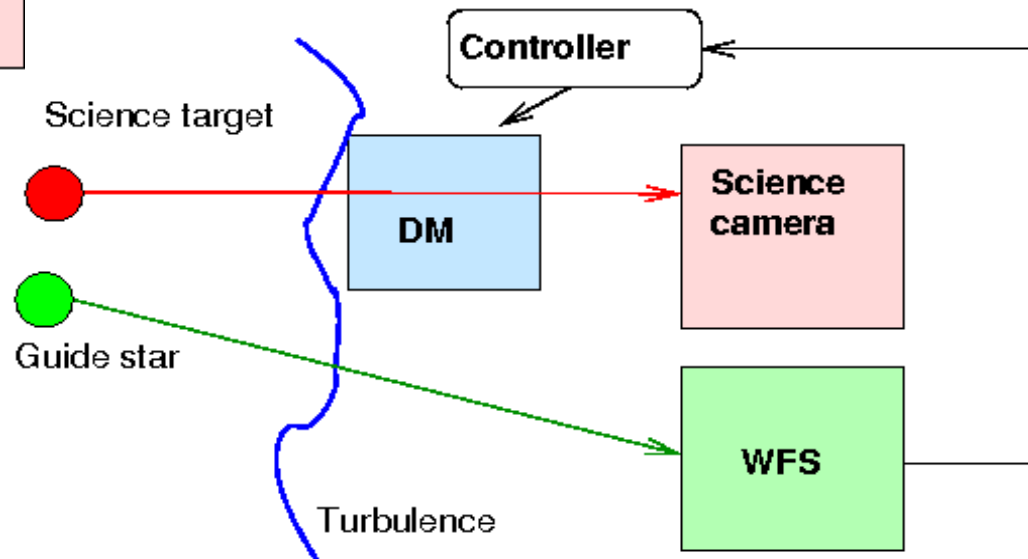 Controller
Science target
Science
camera
DM
Guide star
WFS
Turbulence